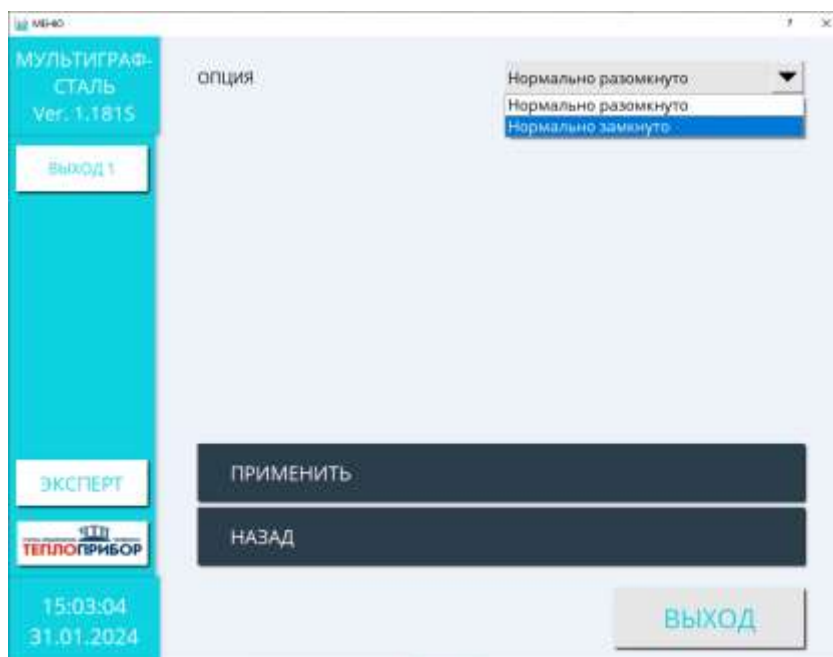 МЕНЮ
? ×
МУЛЬТИГРАФ-
СТАЛЬ
Ver. 1.181S
ОПЦИЯ
Нормально разомкнуто
Нормально разомкнуто
Нормально замкнуто
ВЫХОД 1
ЭКСПЕРТ
ПРИМЕНИТЬ
ТЕПЛОПРИБОР
НАЗАД
15:03:04
31.01.2024
ВЫХОД